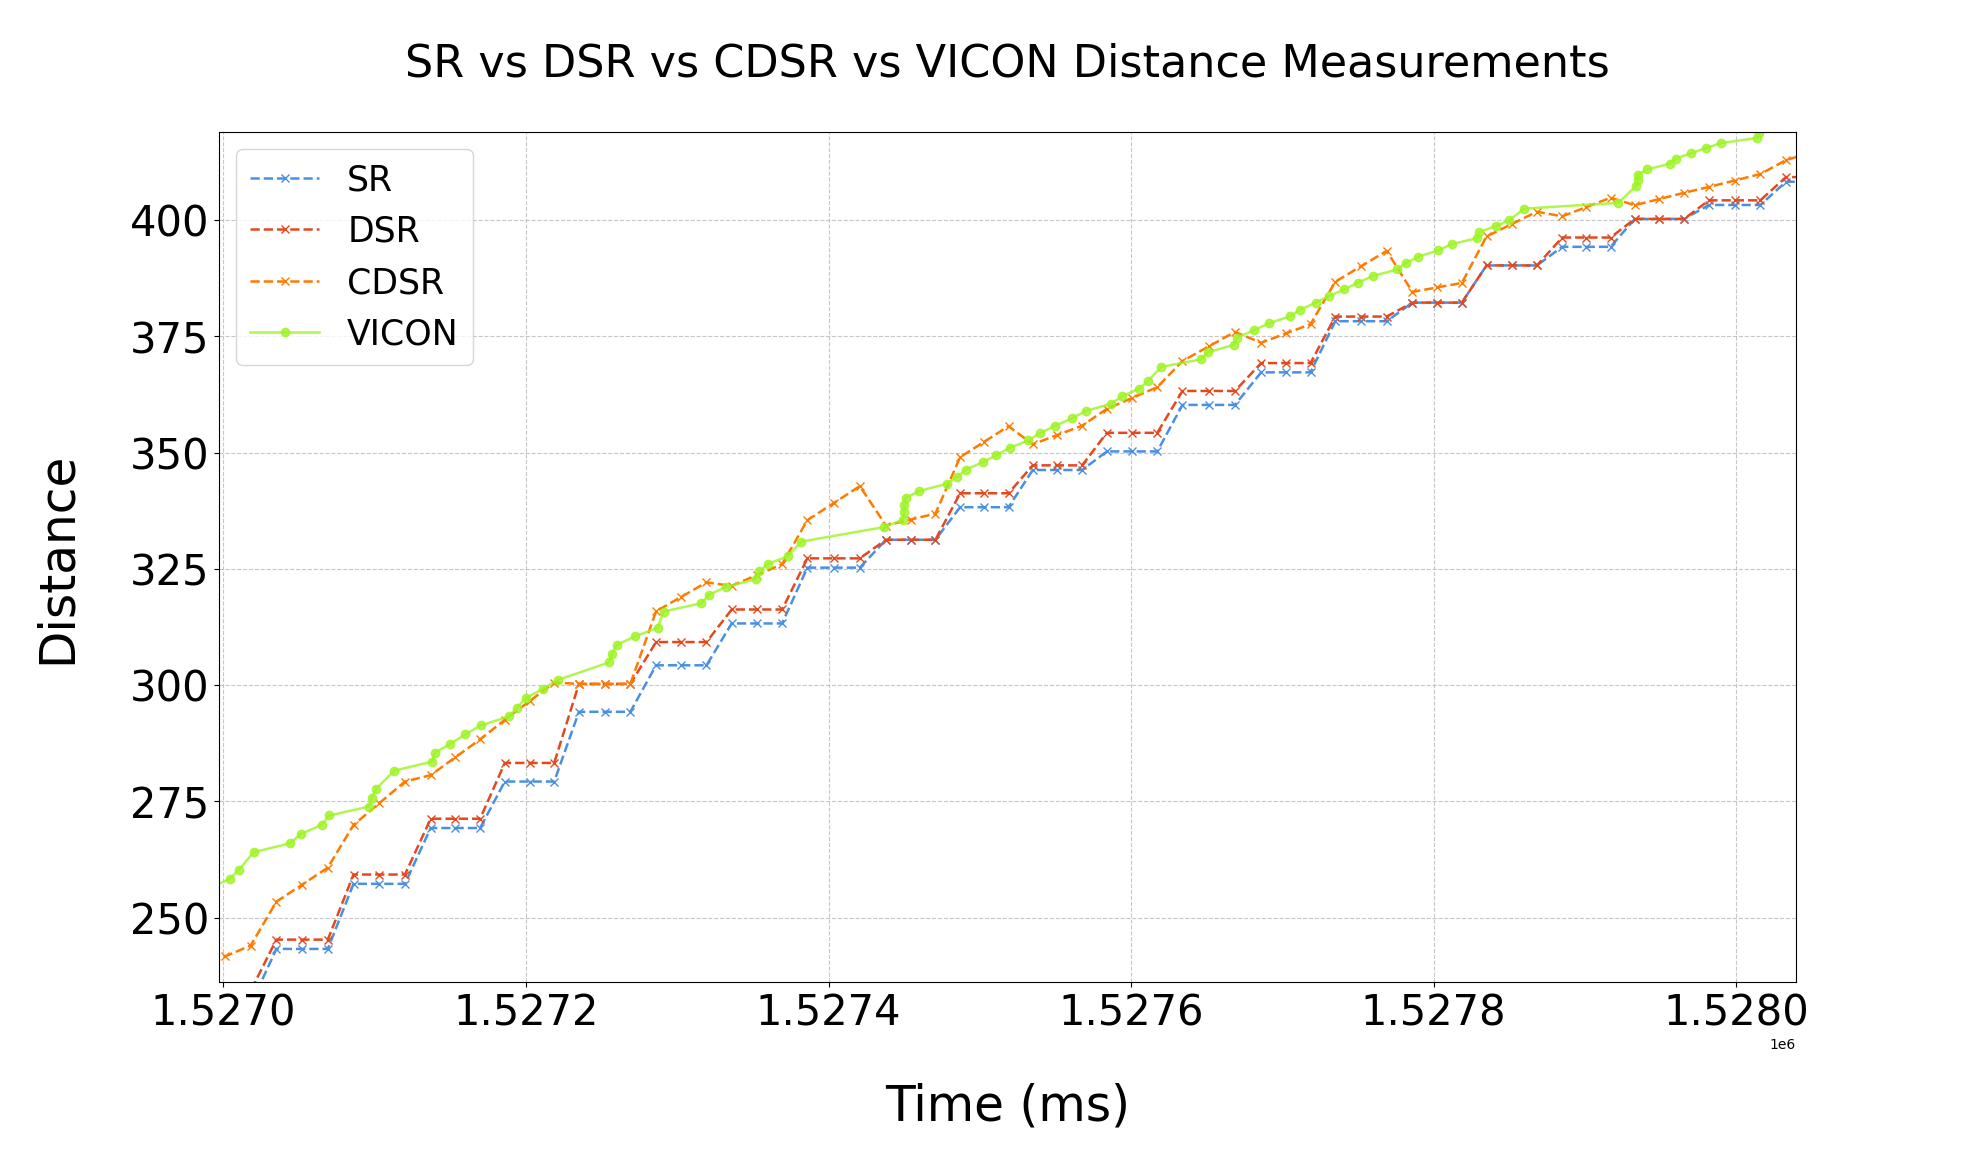 SR vs DSR vs CDSR vs VICON Distance Measurements
SR
DSR
CDSR
VICON
Distance
400
375
350
325
300
275
250
1.5270 1.5272 1.5274 1.5276 1.5278 1.5280
1e6
Time (ms)